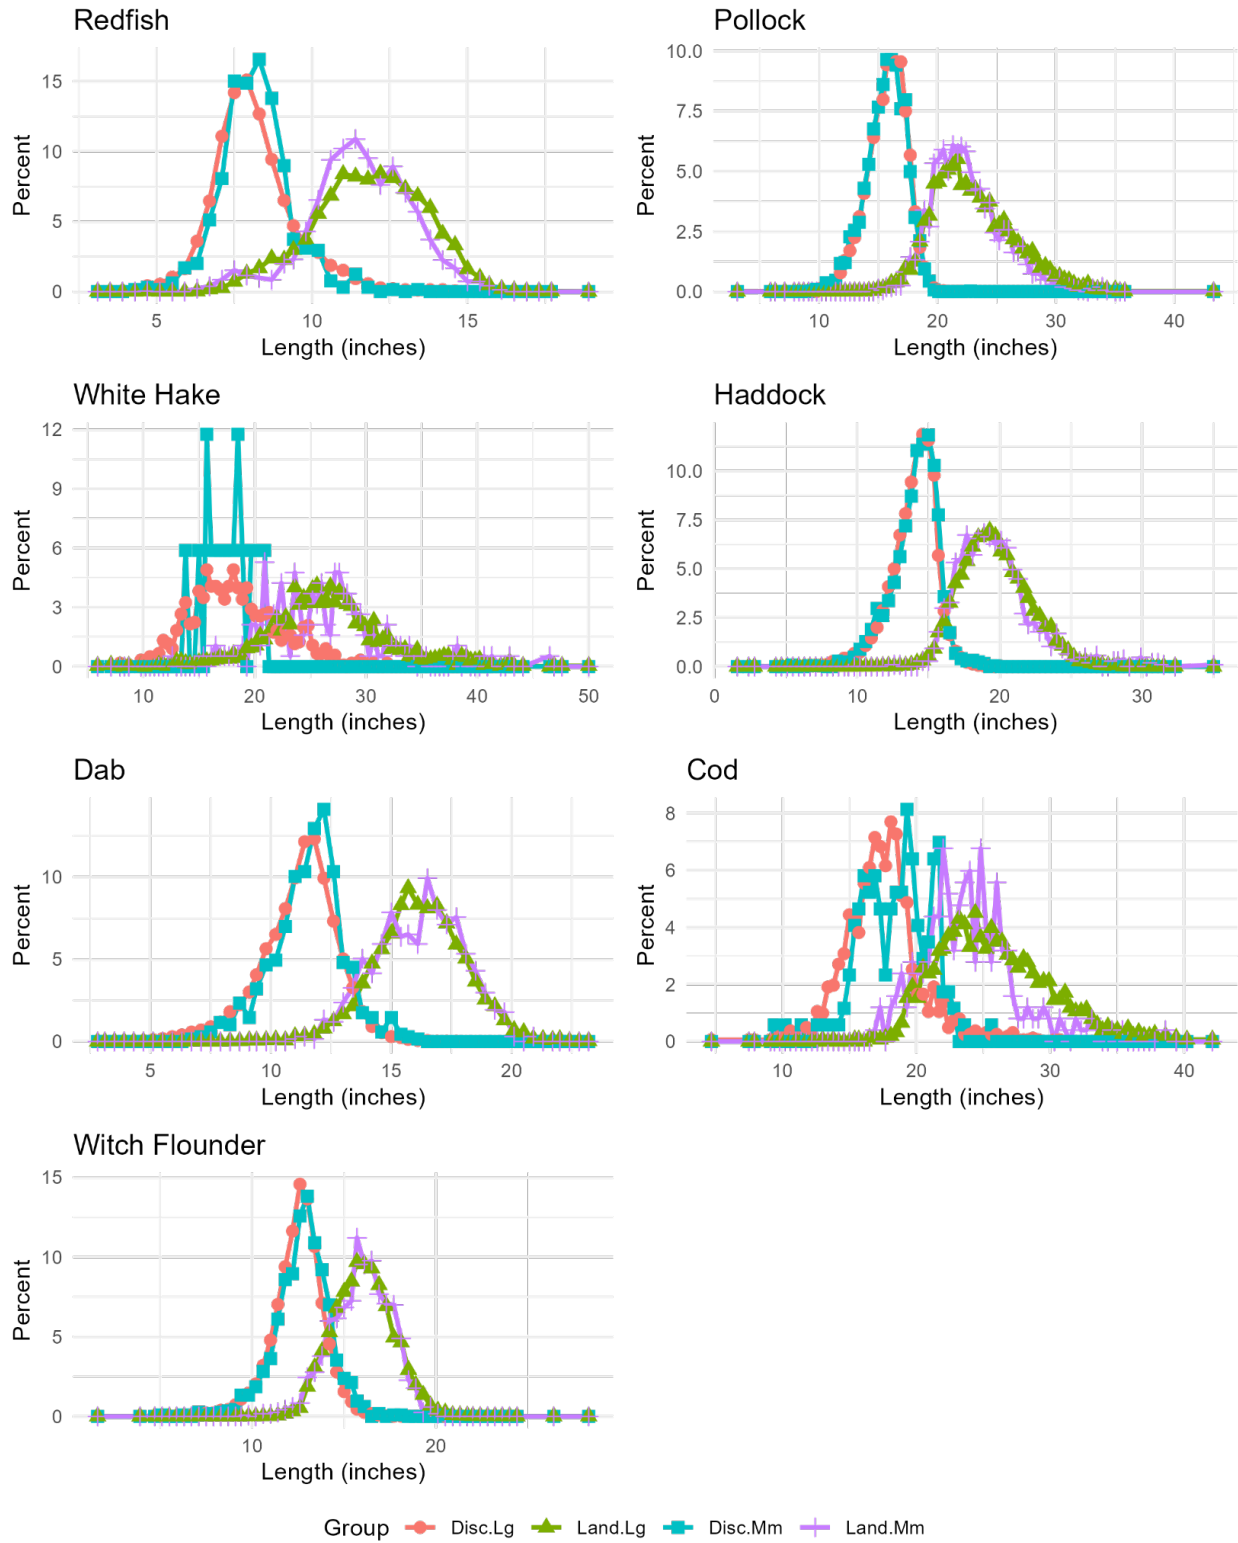 Redfish
Pollock
15
10
5
0
Percent
5
10
15
Length (inches)
10.0
7.5
5.0
2.5
0.0
Percent
10
20
30
40
Length (inches)
White Hake
Haddock
12
9
6
3
0
Percent
10
20
30
40
50
Length (inches)
10.0
7.5
5.0
2.5
0.0
Percent
0
10
20
30
Length (inches)
Dab
Cod
10
5
0
Percent
5
10
15
20
Length (inches)
8
6
4
2
0
Percent
10
20
30
40
Length (inches)
Witch Flounder
15
10
5
0
Percent
10
20
Length (inches)
Group Disc.Lg Land.Lg Disc.Mm Land.Mm